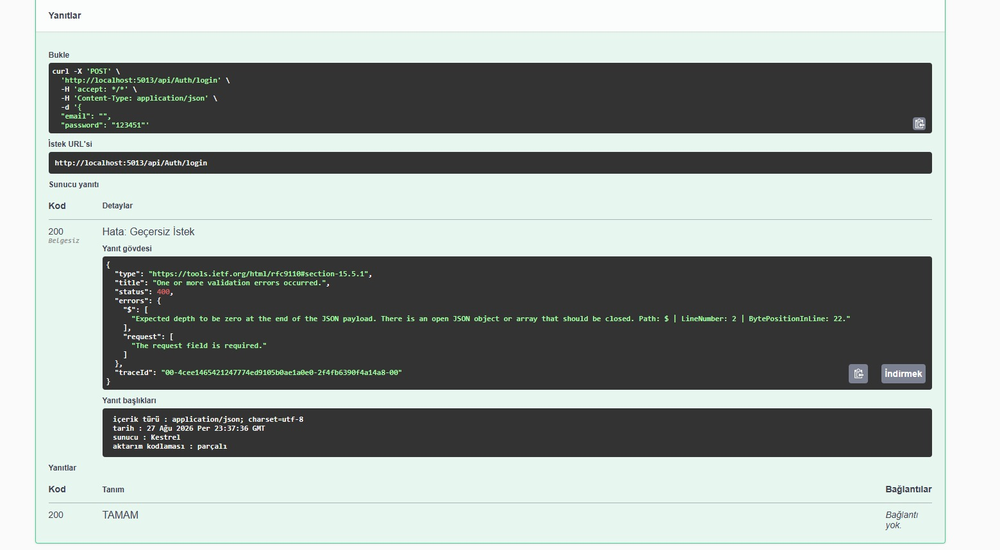 Yanıtlar
Bukle
curl -X 'POST' \
  'http://localhost:5013/api/Auth/login' \
  -H 'accept: */*' \
  -H 'Content-Type: application/json' \
  -d '{
  "email": "",
  "password": "123451"'
İstek URL'si
http://localhost:5013/api/Auth/login
Sunucu yanıtı
Kod Detaylar
200 Hata: Geçersiz İstek
Belgesiz
Yanıt gövdesi
{
  "type": "https://tools.ietf.org/html/rfc9110#section-15.5.1",
  "title": "One or more validation errors occurred.",
  "status": 400,
  "errors": {
    "$": [
      "Expected depth to be zero at the end of the JSON payload. There is an open JSON object or array that should be closed. Path: $ | LineNumber: 2 | BytePositionInLine: 22."
    ],
    "request": [
      "The request field is required."
    ]
  },
  "traceId": "00-4cee1465421247774ed9105b0ae1a0e0-2f4fb6390f4a14a8-00"
}
İndirmek
Yanıt başlıkları
içerik türü : application/json; charset=utf-8
tarih : 27 Ağu 2026 Per 23:37:36 GMT
sunucu : Kestrel
aktarım kodlaması : parçalı
Yanıtlar
Kod Tanım Bağlantılar
200 TAMAM Bağlantı
yok.